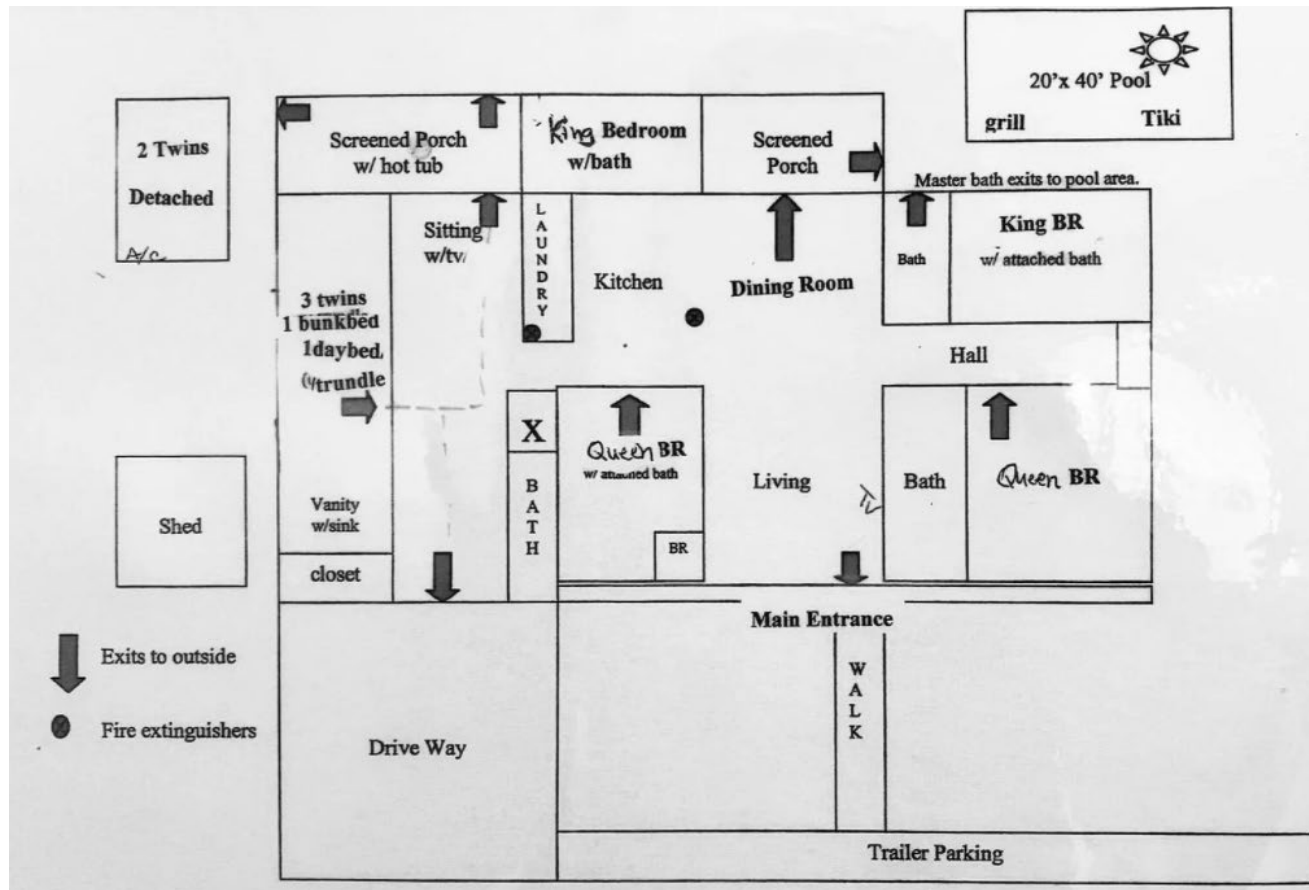 20'x 40' Pool
grill
Tiki
2 Twins
Detached
A/C
Screened Porch
w/ hot tub
King Bedroom
w/bath
Screened
Porch
Master bath exits to pool area.
Sitting
w/tv
LAUNDRY
Kitchen
Dining Room
Bath
King BR
w/ attached bath
3 twins
1 bunkbed
1daybed
trundle
Hall
X
BATH
Queen BR
w/ attached bath
BR
Living
TV
Bath
Queen BR
Shed
Vanity
w/sink
closet
Main Entrance
WALK
Exits to outside
Fire extinguishers
Drive Way
Trailer Parking